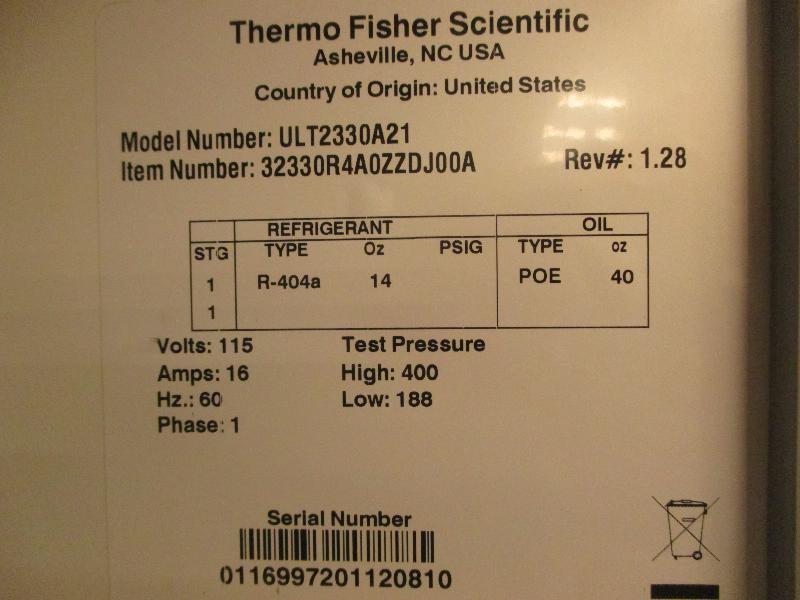 Thermo Fisher Scientific
Asheville, NC USA
Country of Origin: United States
Model Number: ULT2330A21
Item Number: 32330R4A0ZZDJ00A Rev#: 1.28
REFRIGERANT OIL
STG TYPE Oz PSIG TYPE oz
1 R-404a 14 POE 40
1
Volts: 115 Test Pressure
Amps: 16 High: 400
Hz.: 60 Low: 188
Phase: 1
Serial Number
0116997201120810